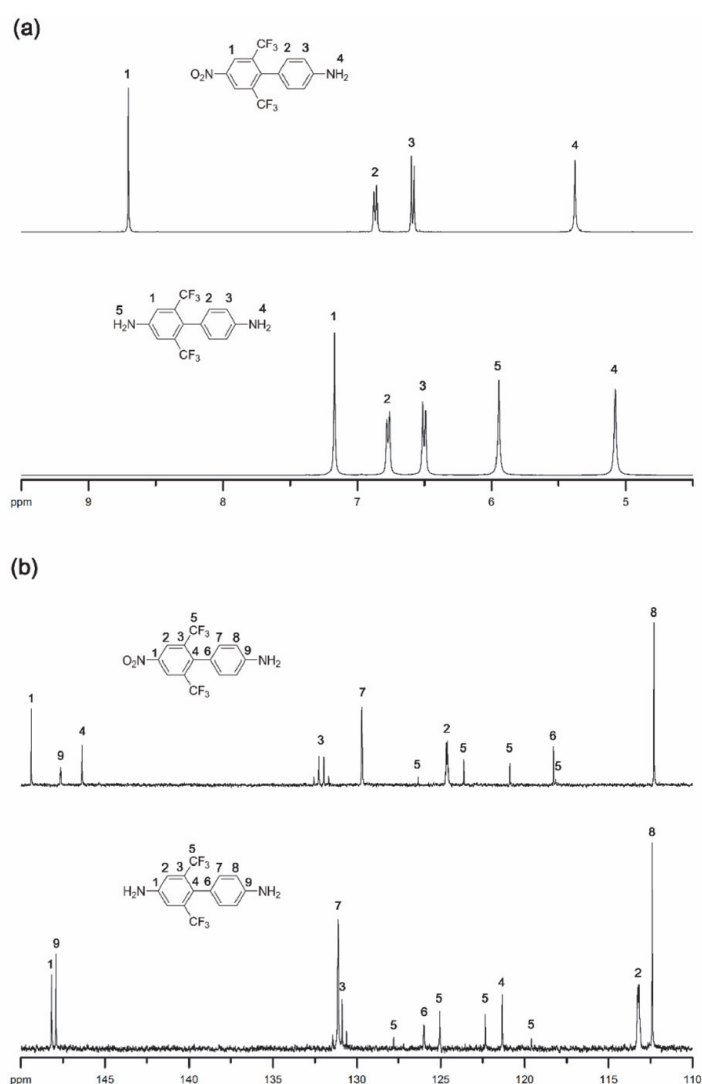 (a)
1 CF₃ 2 3 4
O₂N NH₂
CF₃
1
2
3
4
5 1 CF₃ 2 3 4
H₂N NH₂
CF₃
1
2
3
5
4
ppm 9 8 7 6 5
(b)
5
CF₃
2 3 7 8
O₂N 1 4 6 9 NH₂
CF₃
1
9
4
3
7
5
2
5
5
6
5
8
5
CF₃
2 3 7 8
H₂N 1 4 6 9 NH₂
CF₃
1
9
7
3
5
6
5
5
4
5
2
8
ppm 145 140 135 130 125 120 115 110